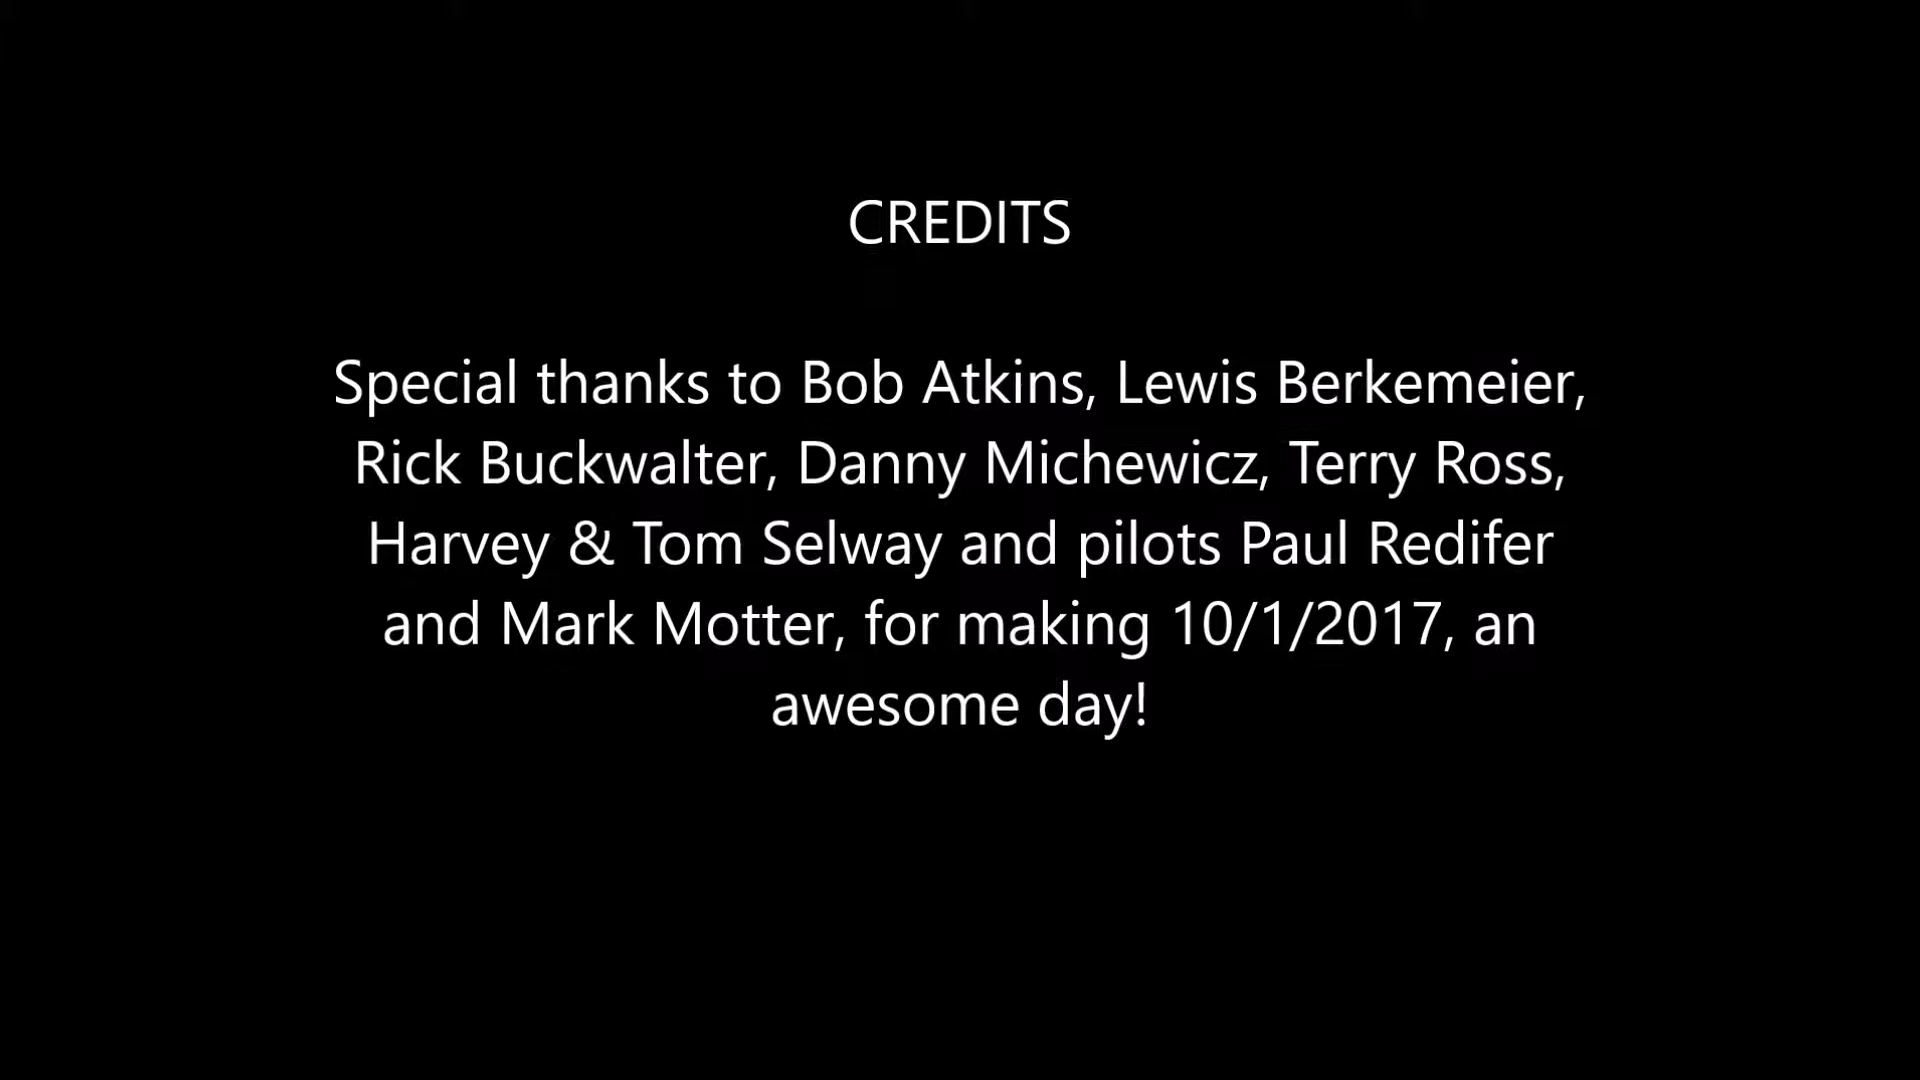 CREDITS
Special thanks to Bob Atkins, Lewis Berkemeier,
Rick Buckwalter, Danny Michewicz, Terry Ross,
Harvey & Tom Selway and pilots Paul Redifer
and Mark Motter, for making 10/1/2017, an
awesome day!